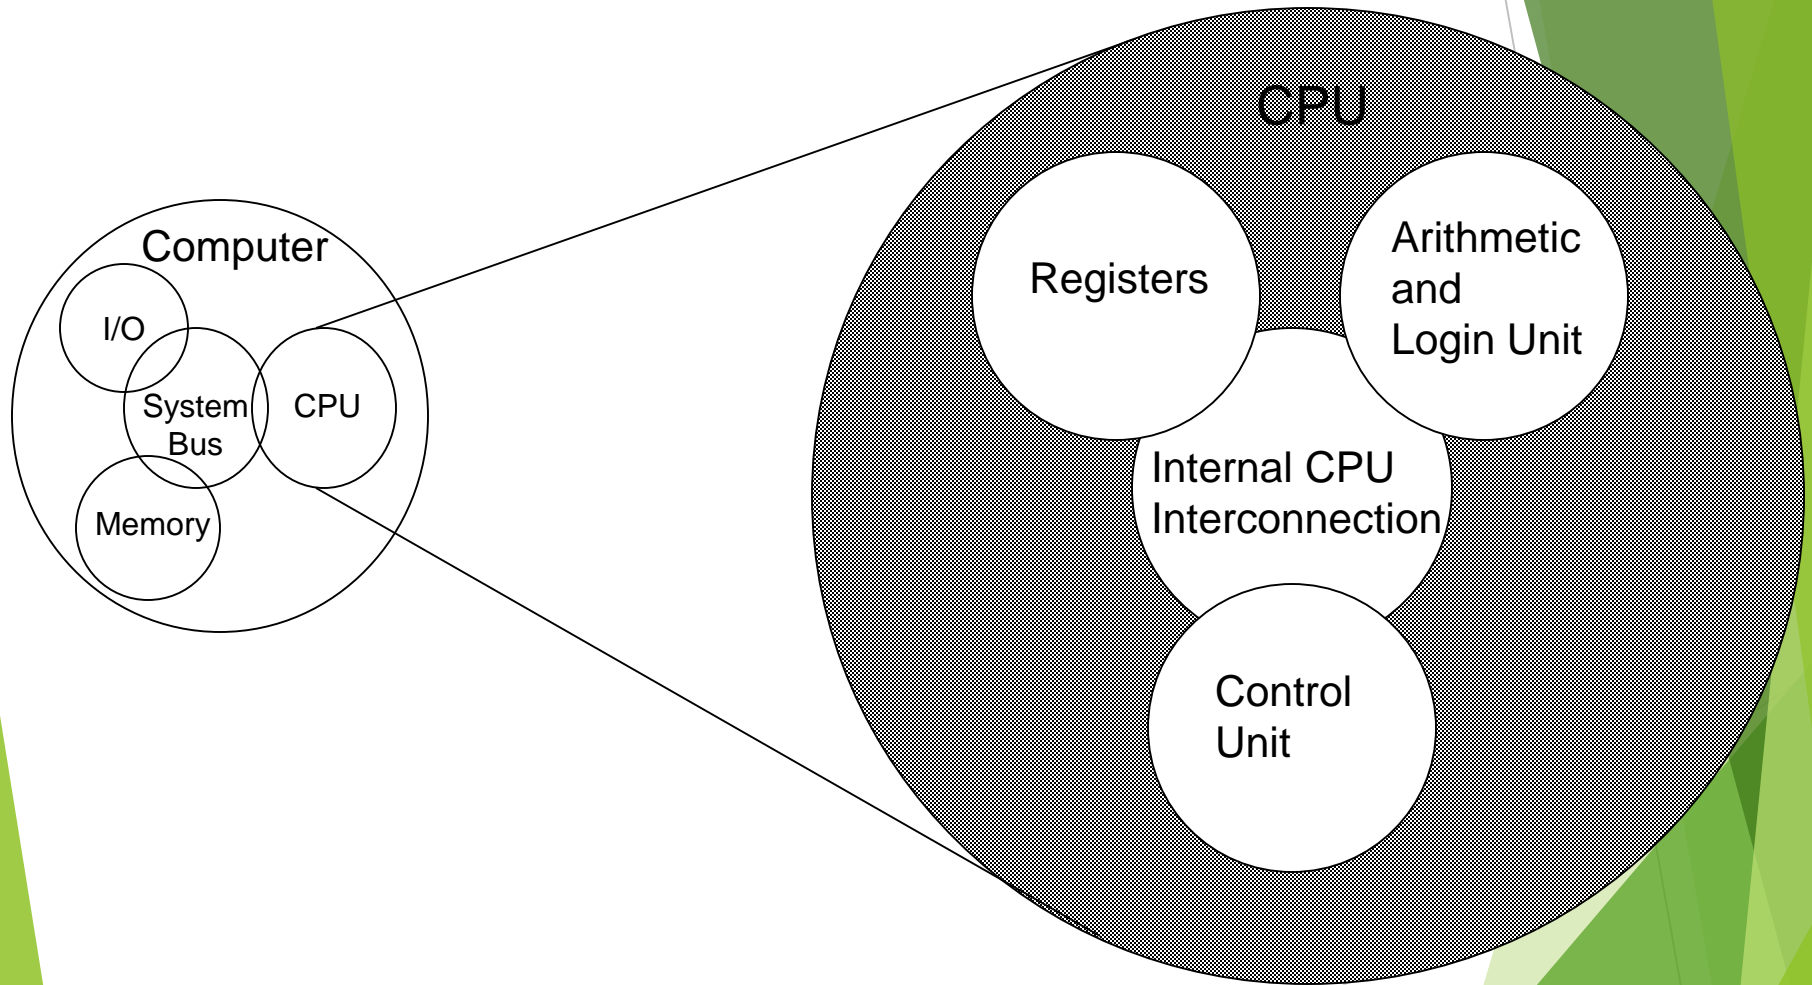 Computer
I/O
System
Bus
CPU
Memory
CPU
Registers
Arithmetic
and
Login Unit
Internal CPU
Interconnection
Control
Unit